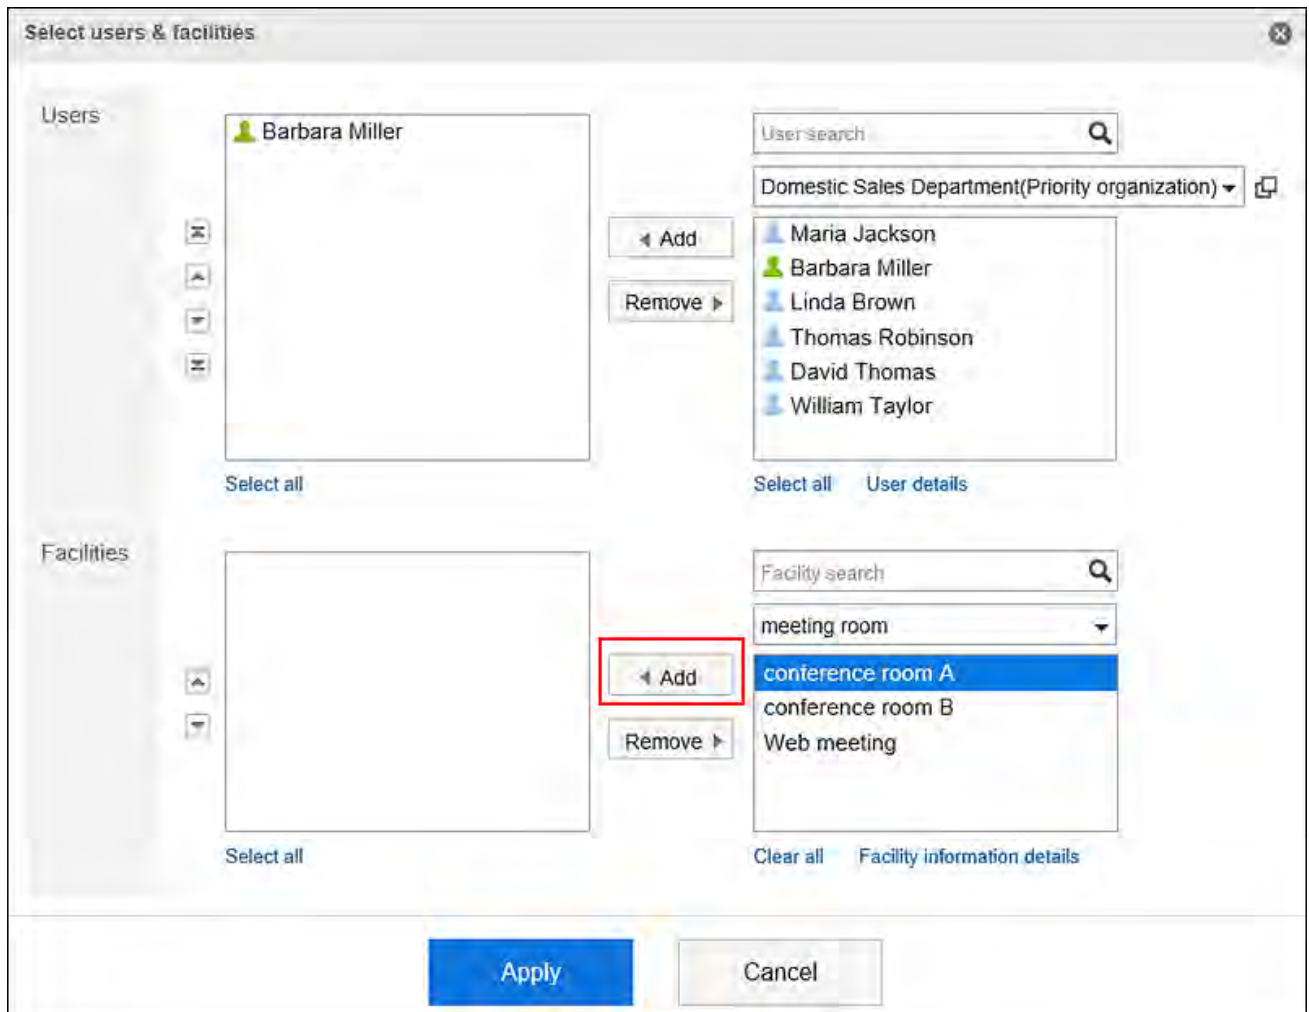 Select users & facilities
Users
Barbara Miller
Add
Remove
Select all
User search
Domestic Sales Department(Priority organization)
Maria Jackson
Barbara Miller
Linda Brown
Thomas Robinson
David Thomas
William Taylor
Select all User details
Facilities
Add
Remove
Select all
Facility search
meeting room
conference room A
conference room B
Web meeting
Clear all Facility information details
Apply Cancel